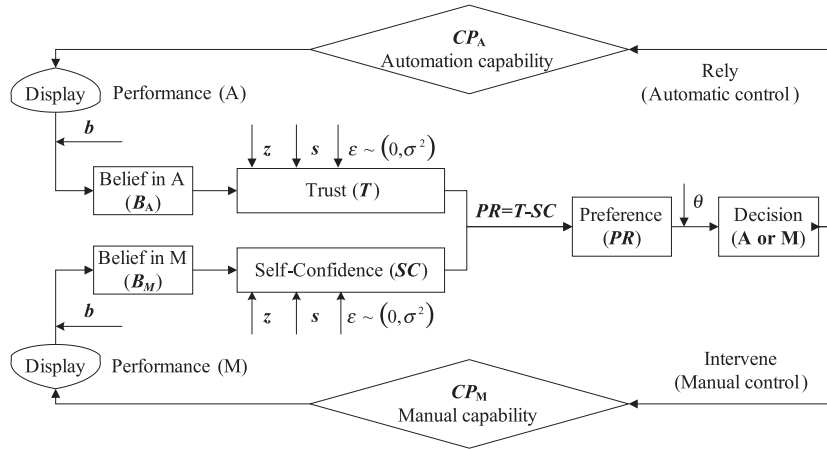 CP_A
Automation capability
Rely
(Automatic control)
Display
Performance (A)
b
z
s
ε ~ (0,σ²)
Belief in A
(B_A)
Trust (T)
PR=T-SC
Preference
(PR)
θ
Decision
(A or M)
Belief in M
(B_M)
Self-Confidence (SC)
b
z
s
ε ~ (0,σ²)
Display
Performance (M)
CP_M
Manual capability
Intervene
(Manual control)